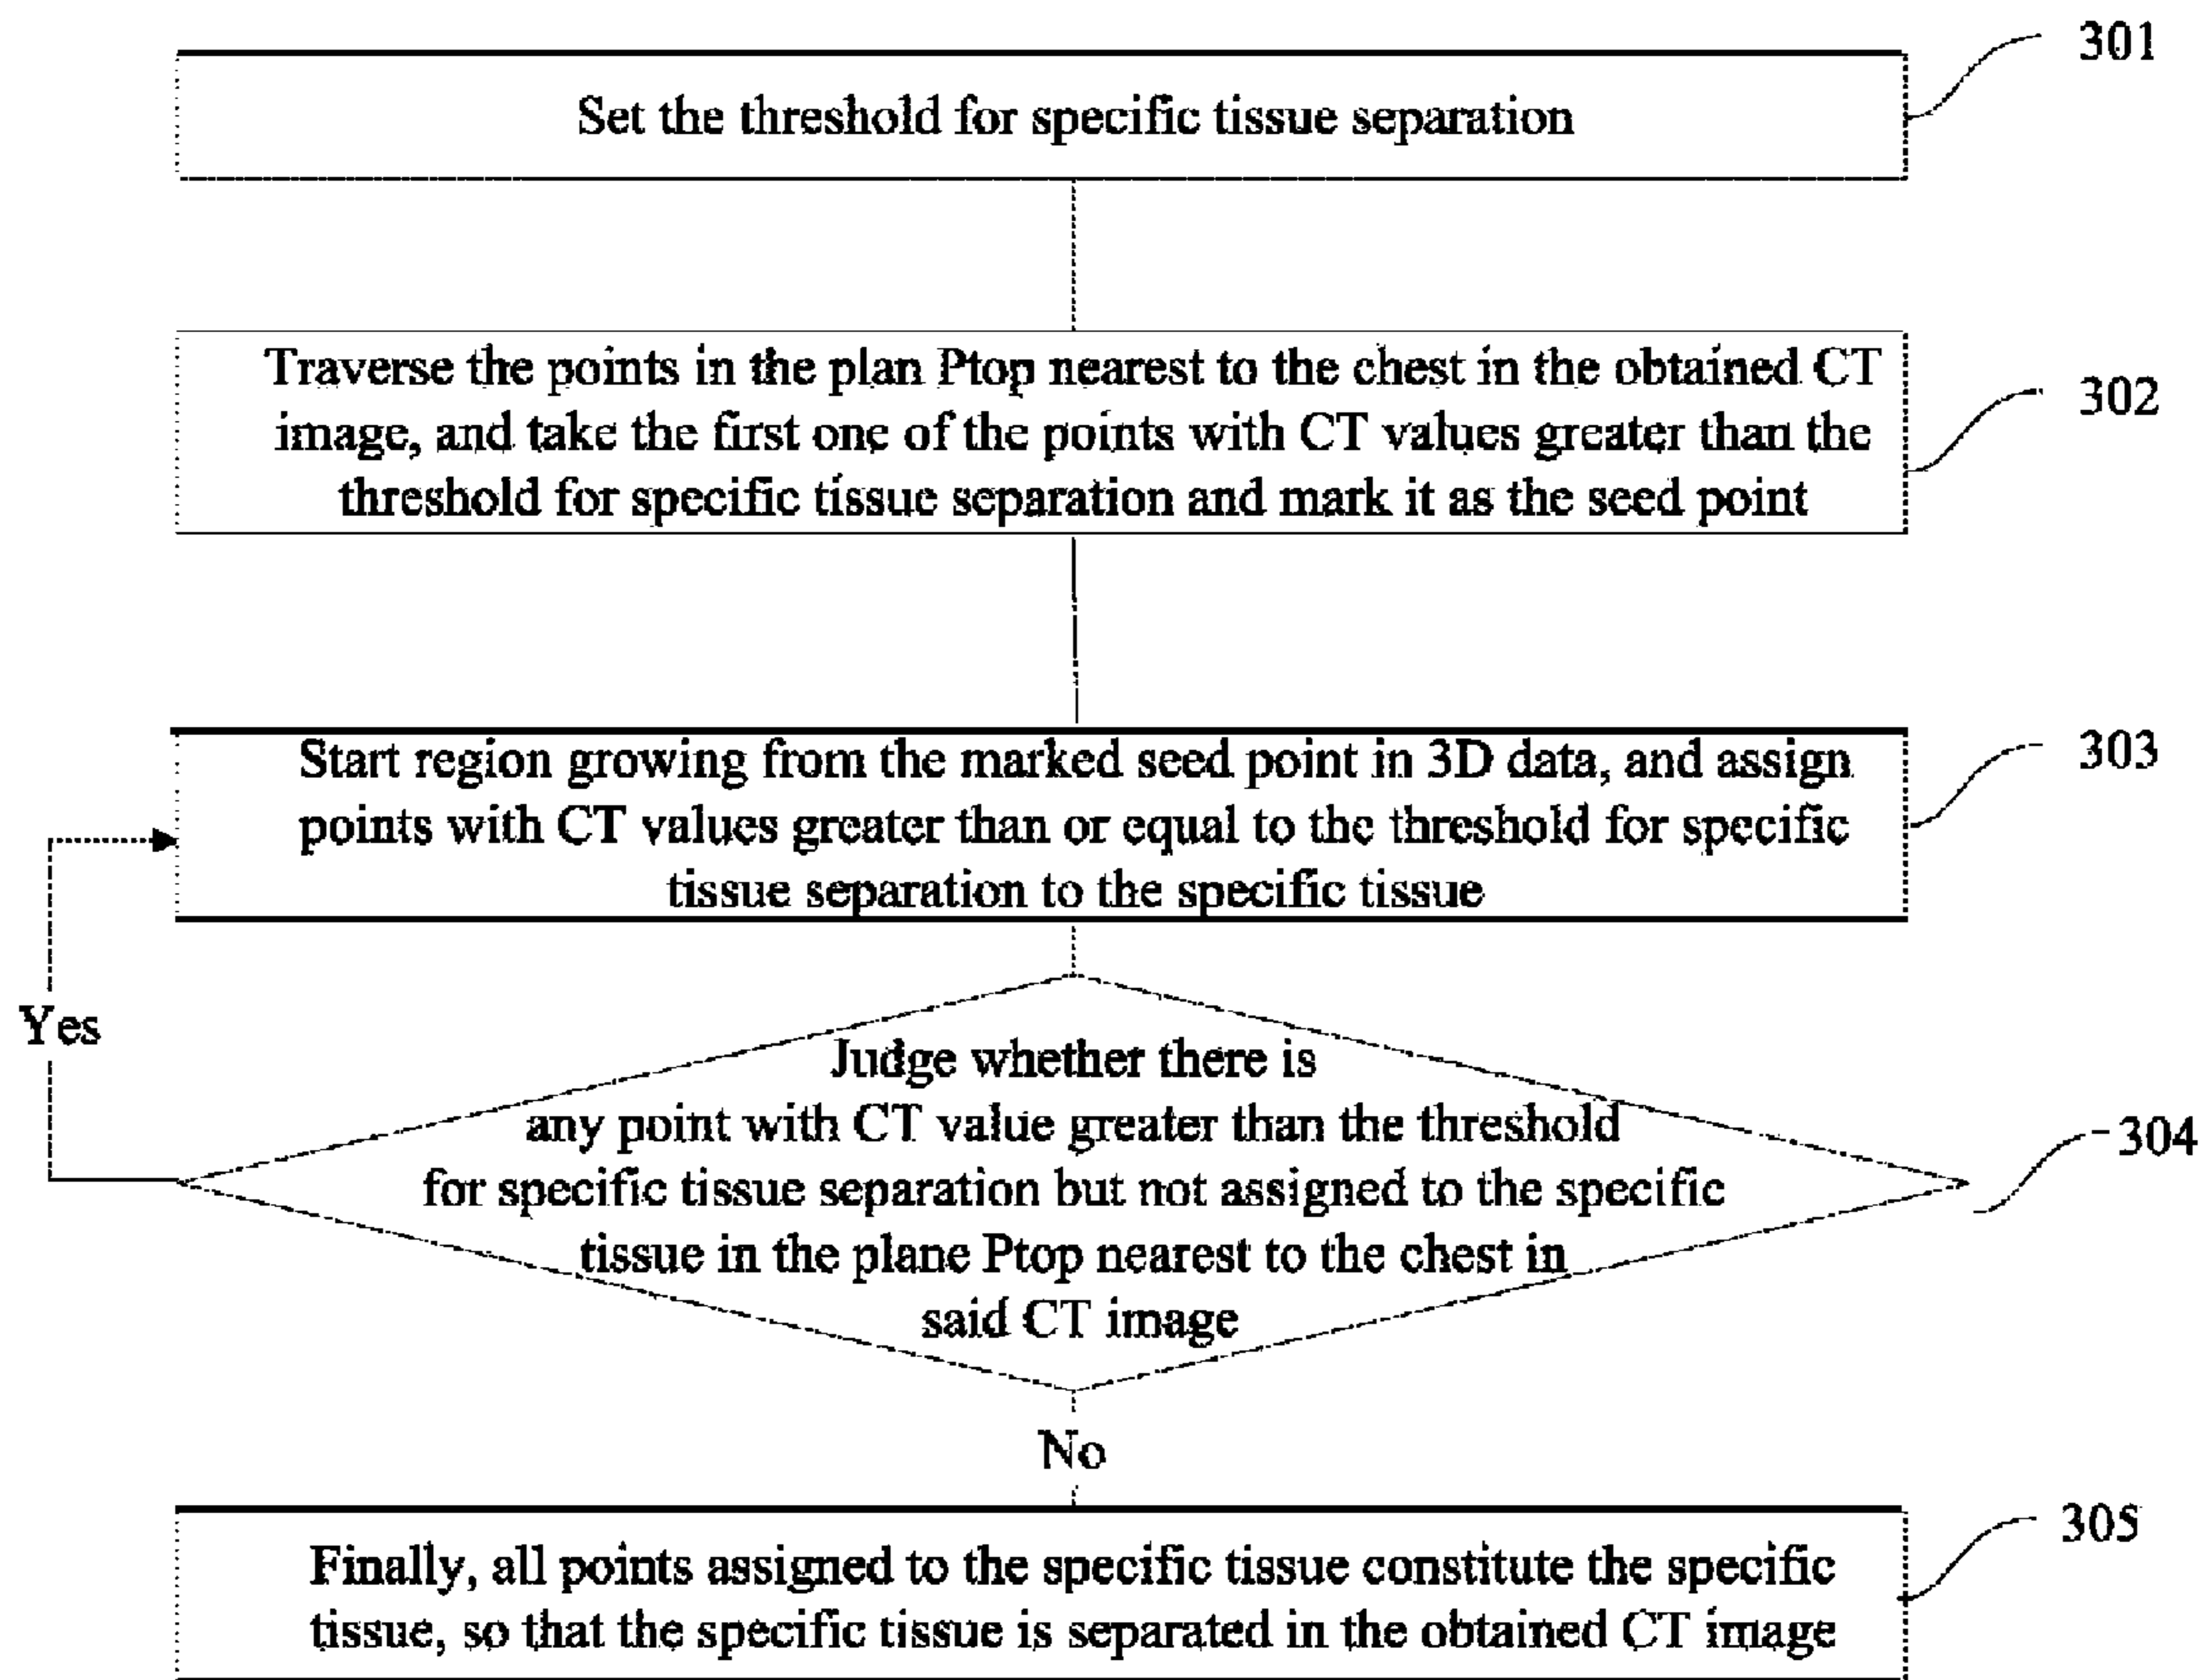 301
Set the threshold for specific tissue separation
Traverse the points in the plan Ptop nearest to the chest in the obtained CT
image, and take the first one of the points with CT values greater than the
threshold for specific tissue separation and mark it as the seed point
302
Start region growing from the marked seed point in 3D data, and assign
points with CT values greater than or equal to the threshold for specific
tissue separation to the specific tissue
303
Yes
Judge whether there is
any point with CT value greater than the threshold
for specific tissue separation but not assigned to the specific
tissue in the plane Ptop nearest to the chest in
said CT image
304
No
Finally, all points assigned to the specific tissue constitute the specific
tissue, so that the specific tissue is separated in the obtained CT image
305